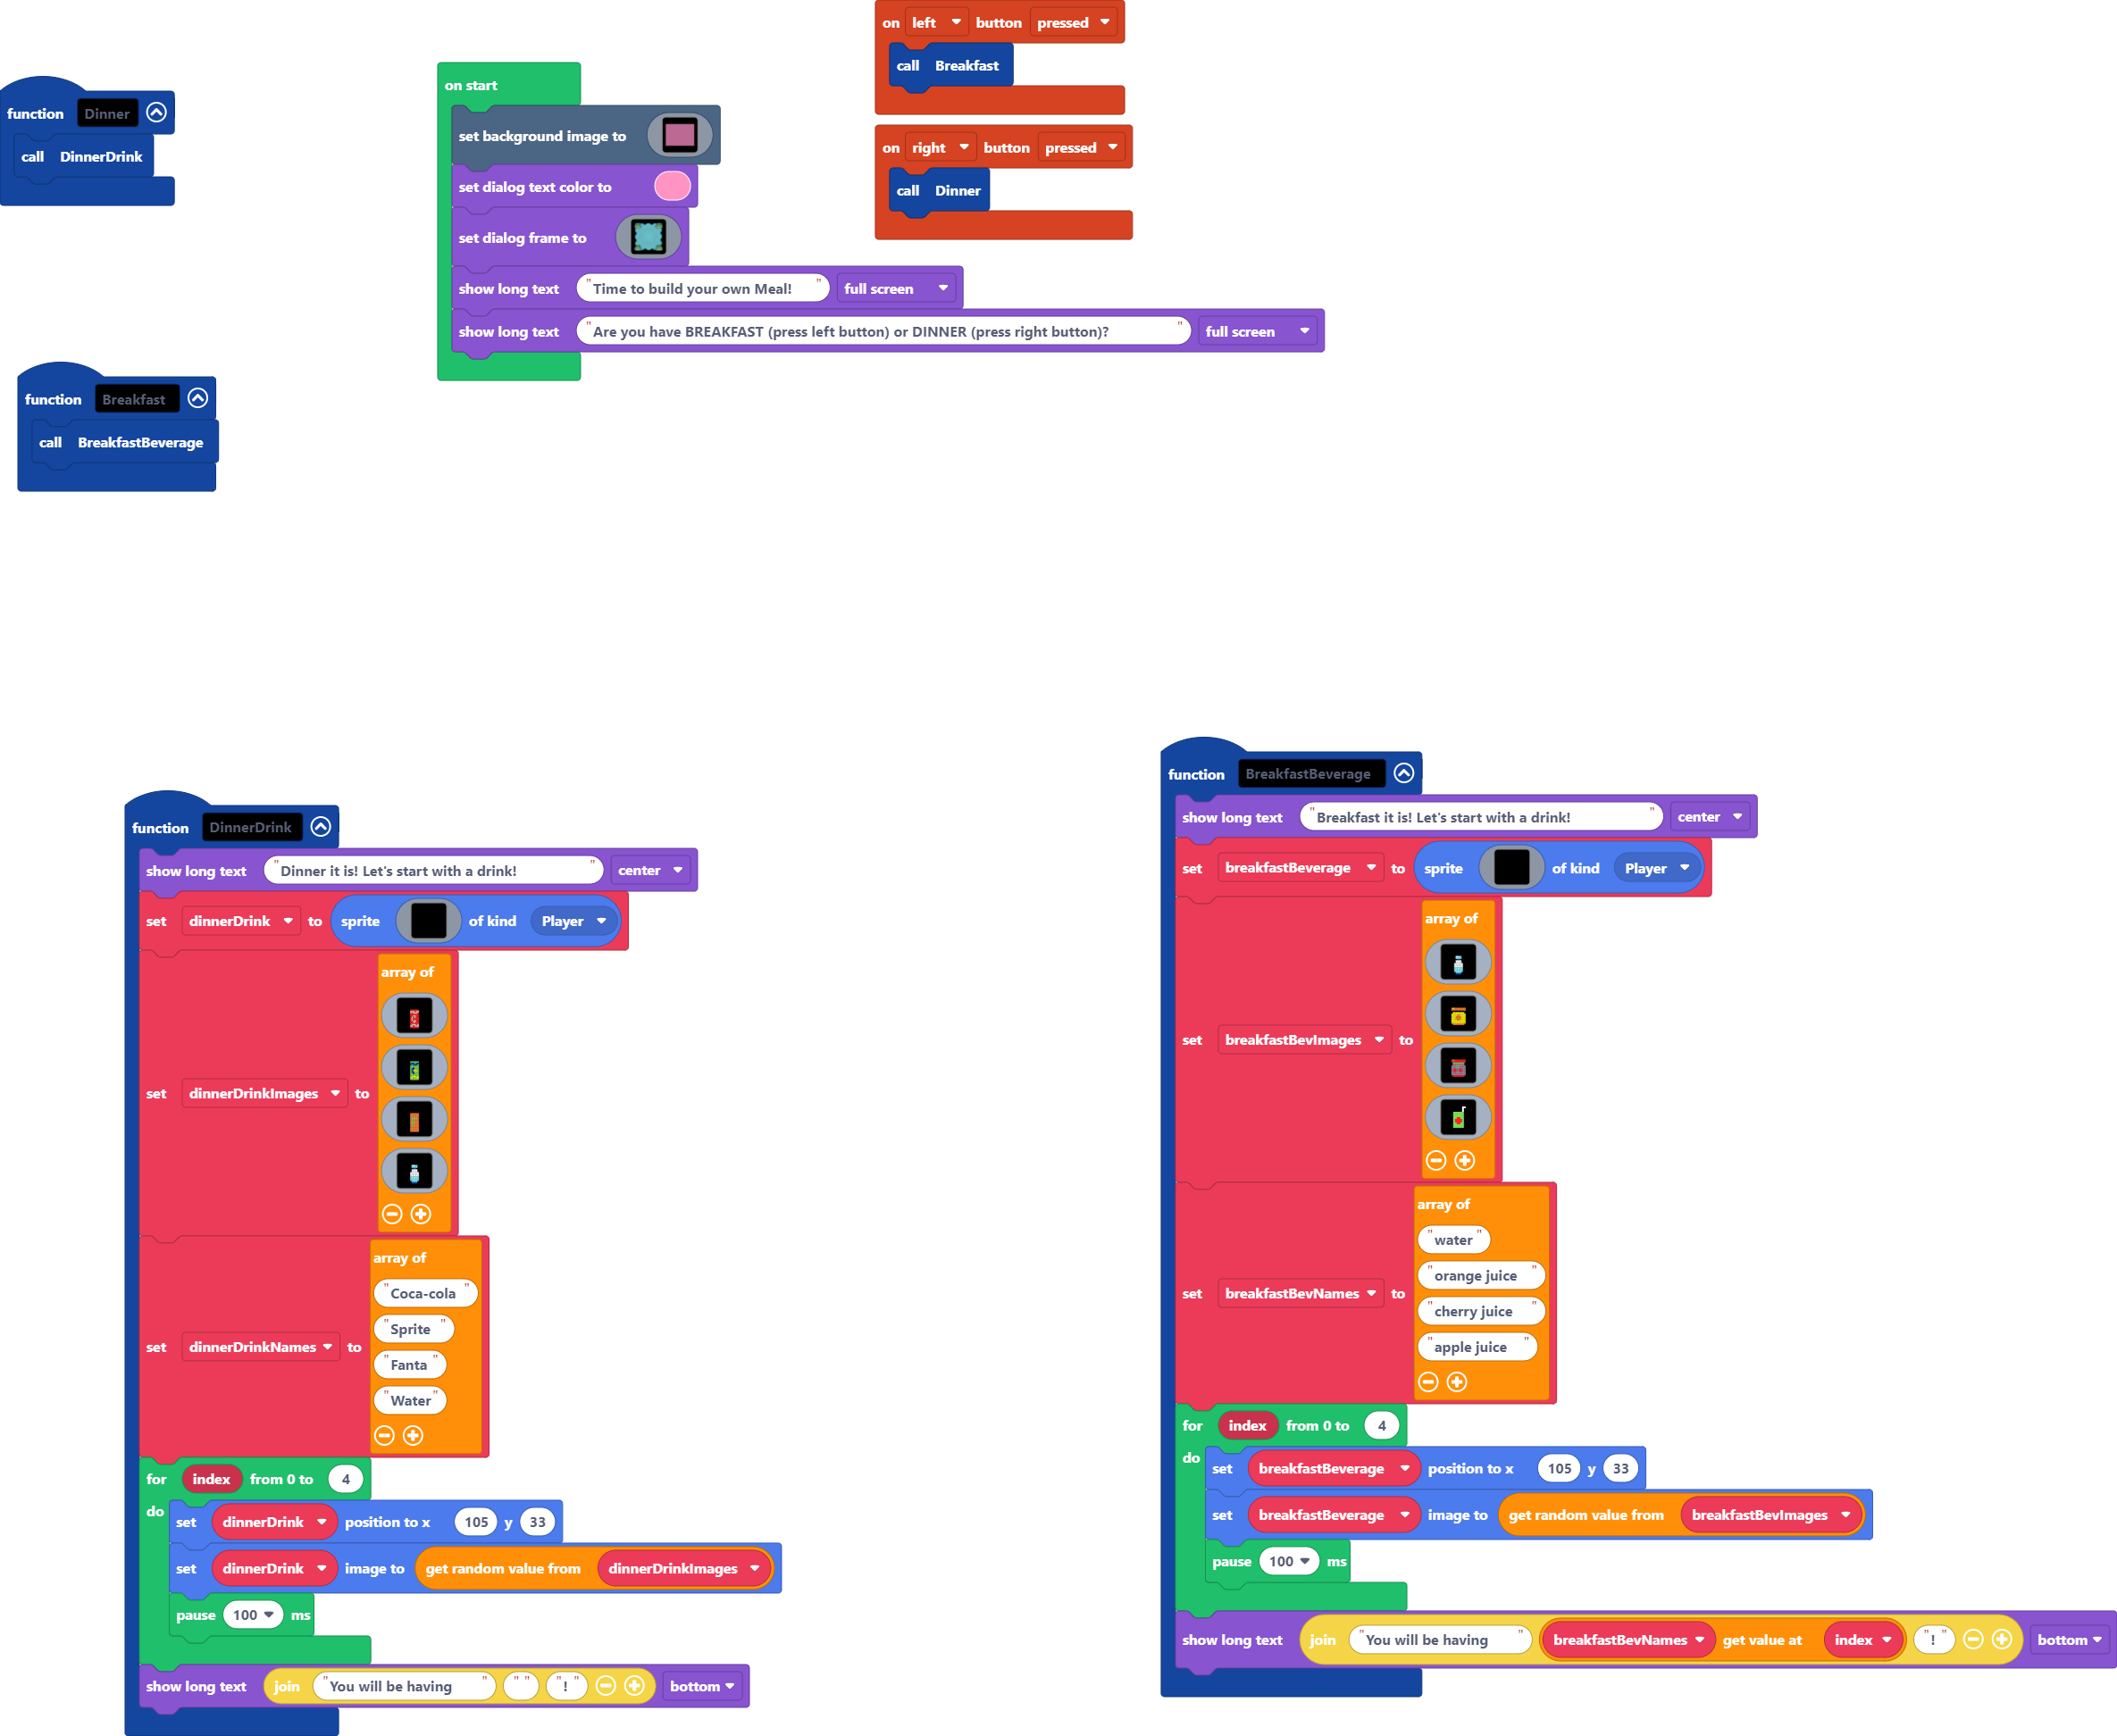 on left button pressed
call Breakfast
on right button pressed
call Dinner
function Dinner
call DinnerDrink
on start
set background image to
set dialog text color to
set dialog frame to
show long text "Time to build your own Meal!" full screen
show long text "Are you have BREAKFAST (press left button) or DINNER (press right button)?" full screen
function Breakfast
call BreakfastBeverage
function DinnerDrink
show long text "Dinner it is! Let's start with a drink!" center
set dinnerDrink to sprite of kind Player
set dinnerDrinkImages to array of
set dinnerDrinkNames to array of
"Coca-cola"
"Sprite"
"Fanta"
"Water"
for index from 0 to 4
do set dinnerDrink position to x 105 y 33
set dinnerDrink image to get random value from dinnerDrinkImages
pause 100 ms
show long text join "You will be having " " " "!" bottom
function BreakfastBeverage
show long text "Breakfast it is! Let's start with a drink!" center
set breakfastBeverage to sprite of kind Player
set breakfastBevImages to array of
set breakfastBevNames to array of
"water"
"orange juice"
"cherry juice"
"apple juice"
for index from 0 to 4
do set breakfastBeverage position to x 105 y 33
set breakfastBeverage image to get random value from breakfastBevImages
pause 100 ms
show long text join "You will be having " breakfastBevNames get value at index "!" bottom